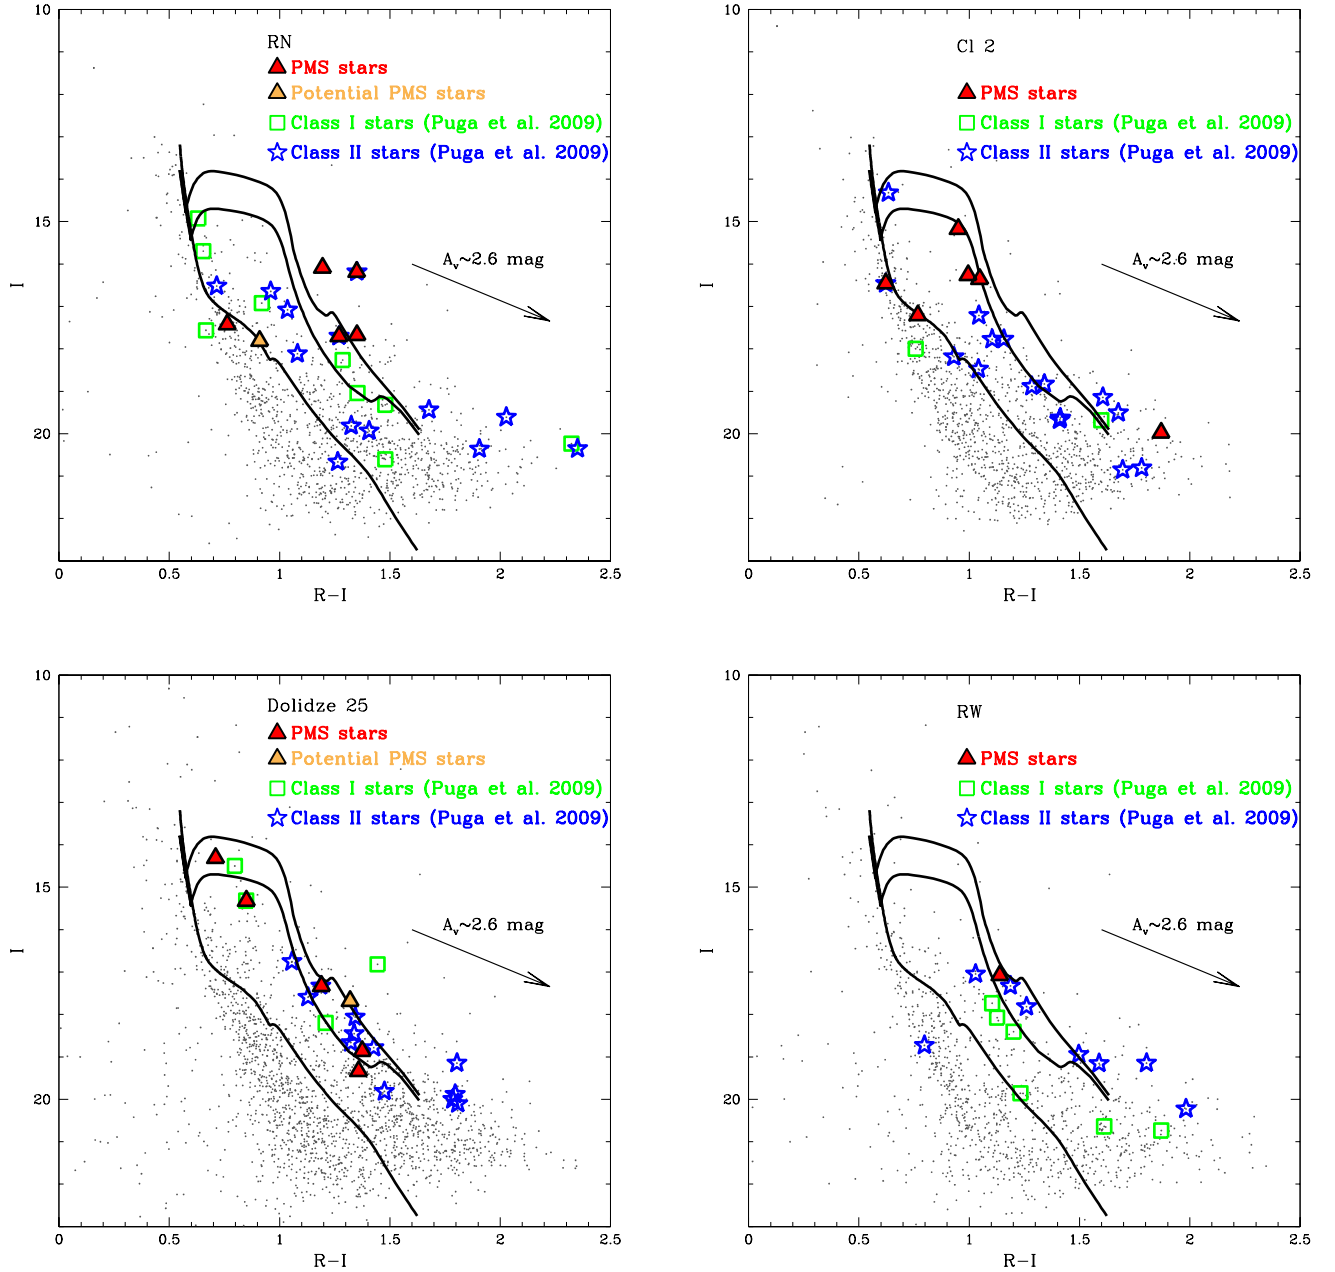 10
15
20
0
0.5
1
1.5
2
2.5
I
R−I
RN
PMS stars
Potential PMS stars
Class I stars (Puga et al. 2009)
Class II stars (Puga et al. 2009)
Av~2.6 mag
10
15
20
0
0.5
1
1.5
2
2.5
I
R−I
Cl 2
PMS stars
Class I stars (Puga et al. 2009)
Class II stars (Puga et al. 2009)
Av~2.6 mag
10
15
20
0
0.5
1
1.5
2
2.5
I
R−I
Dolidze 25
PMS stars
Potential PMS stars
Class I stars (Puga et al. 2009)
Class II stars (Puga et al. 2009)
Av~2.6 mag
10
15
20
0
0.5
1
1.5
2
2.5
I
R−I
RW
PMS stars
Class I stars (Puga et al. 2009)
Class II stars (Puga et al. 2009)
Av~2.6 mag